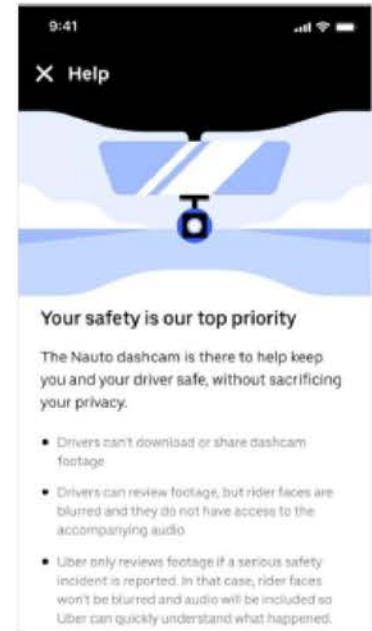 9:41
Help
Your safety is our top priority
The Nauto dashcam is there to help keep
you and your driver safe, without sacrificing
your privacy.
• Drivers can't download or share dashcam
footage
• Drivers can review footage, but rider faces are
blurred and they do not have access to the
accompanying audio
• Uber only reviews footage if a serious safety
incident is reported. In that case, rider faces
won't be blurred and audio will be included so
Uber can quickly understand what happened.